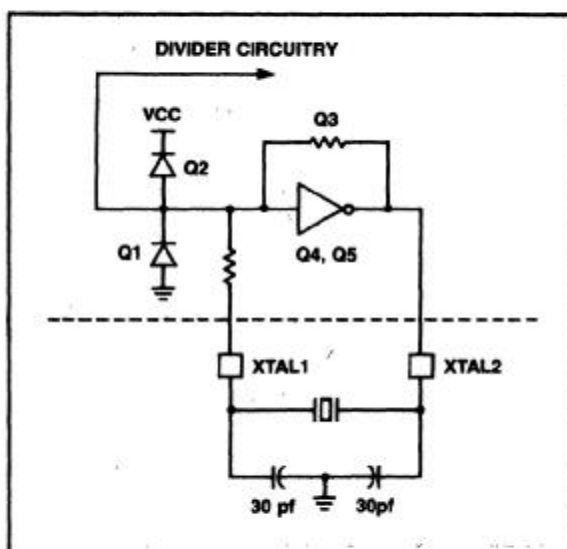 DIVIDER CIRCUITRY
VCC
Q3
Q2
Q1
Q4, Q5
XTAL1
XTAL2
30 pf
30pf